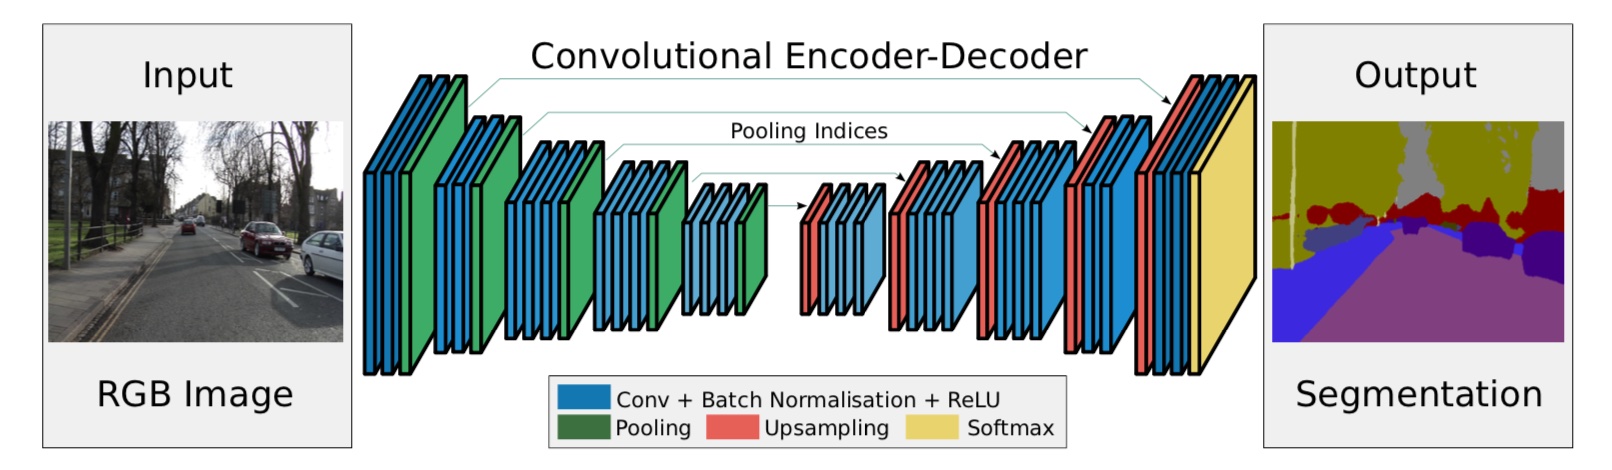 Input
RGB Image
Convolutional Encoder-Decoder
Pooling Indices
Conv + Batch Normalisation + ReLU
Pooling Upsampling Softmax
Output
Segmentation